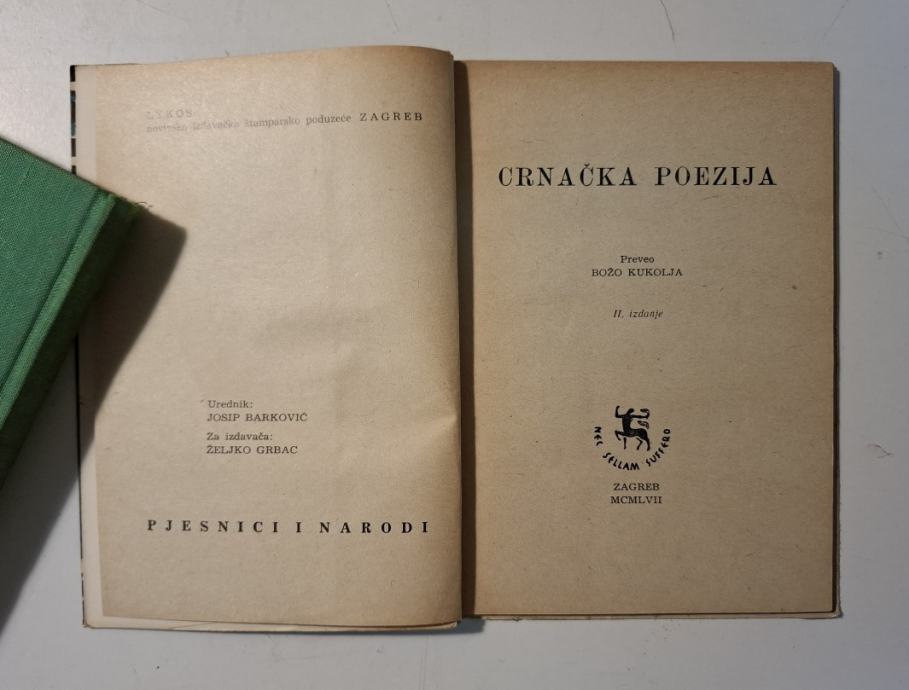 LYKOS
novinsko izdavačko štamparsko poduzeće ZAGREB
Urednik:
JOSIP BARKOVIĆ
Za izdavača:
ŽELJKO GRBAC
PJESNICI I NARODI
CRNAČKA POEZIJA
Preveo
BOŽO KUKOLJA
II. izdanje
NEC SELLAM SUFFERO
ZAGREB
MCMLVII